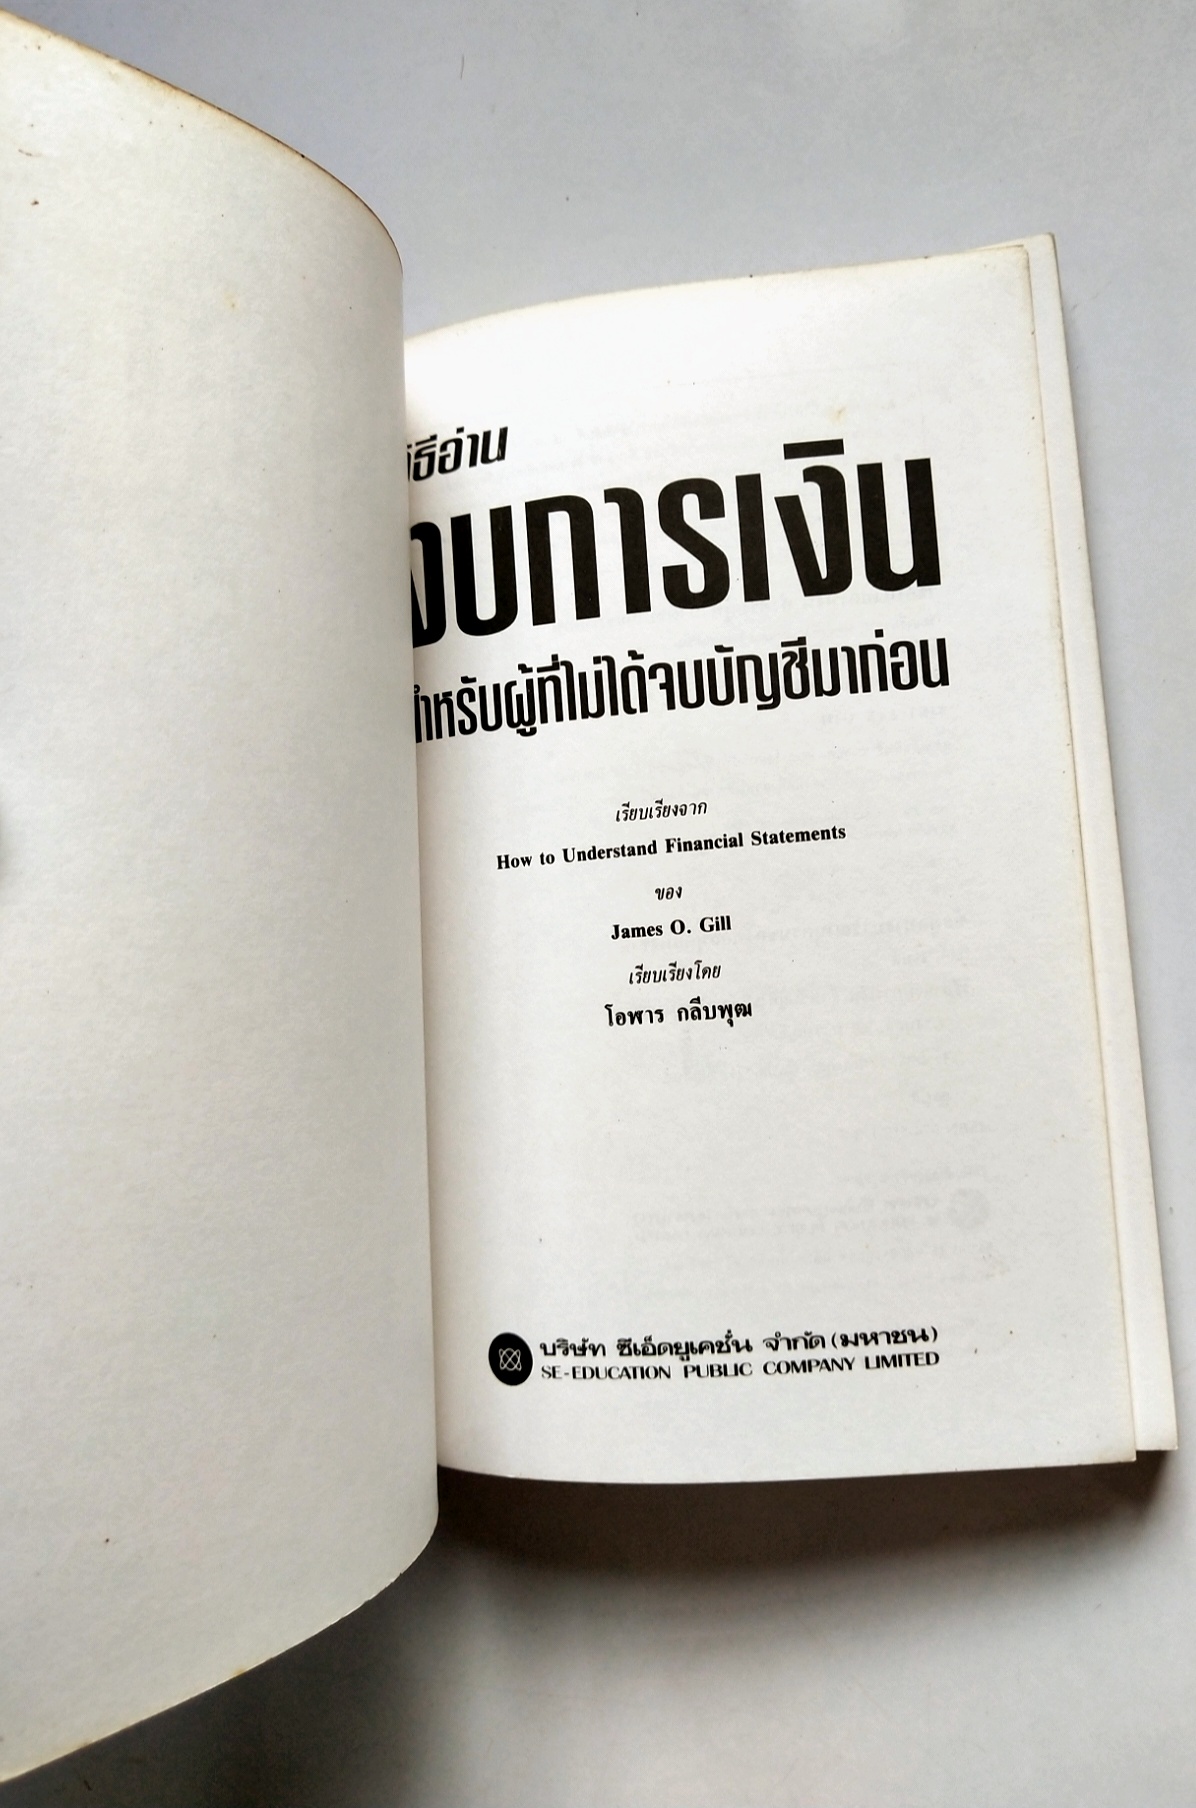 วิธีอ่าน
งบการเงิน
สำหรับผู้ที่ไม่ได้จบบัญชีมาก่อน
เรียบเรียงจาก
How to Understand Financial Statements
ของ
James O. Gill
เรียบเรียงโดย
โอฬาร กลีบพุฒ
บริษัท ซีเอ็ดยูเคชั่น จำกัด (มหาชน)
SE-EDUCATION PUBLIC COMPANY LIMITED